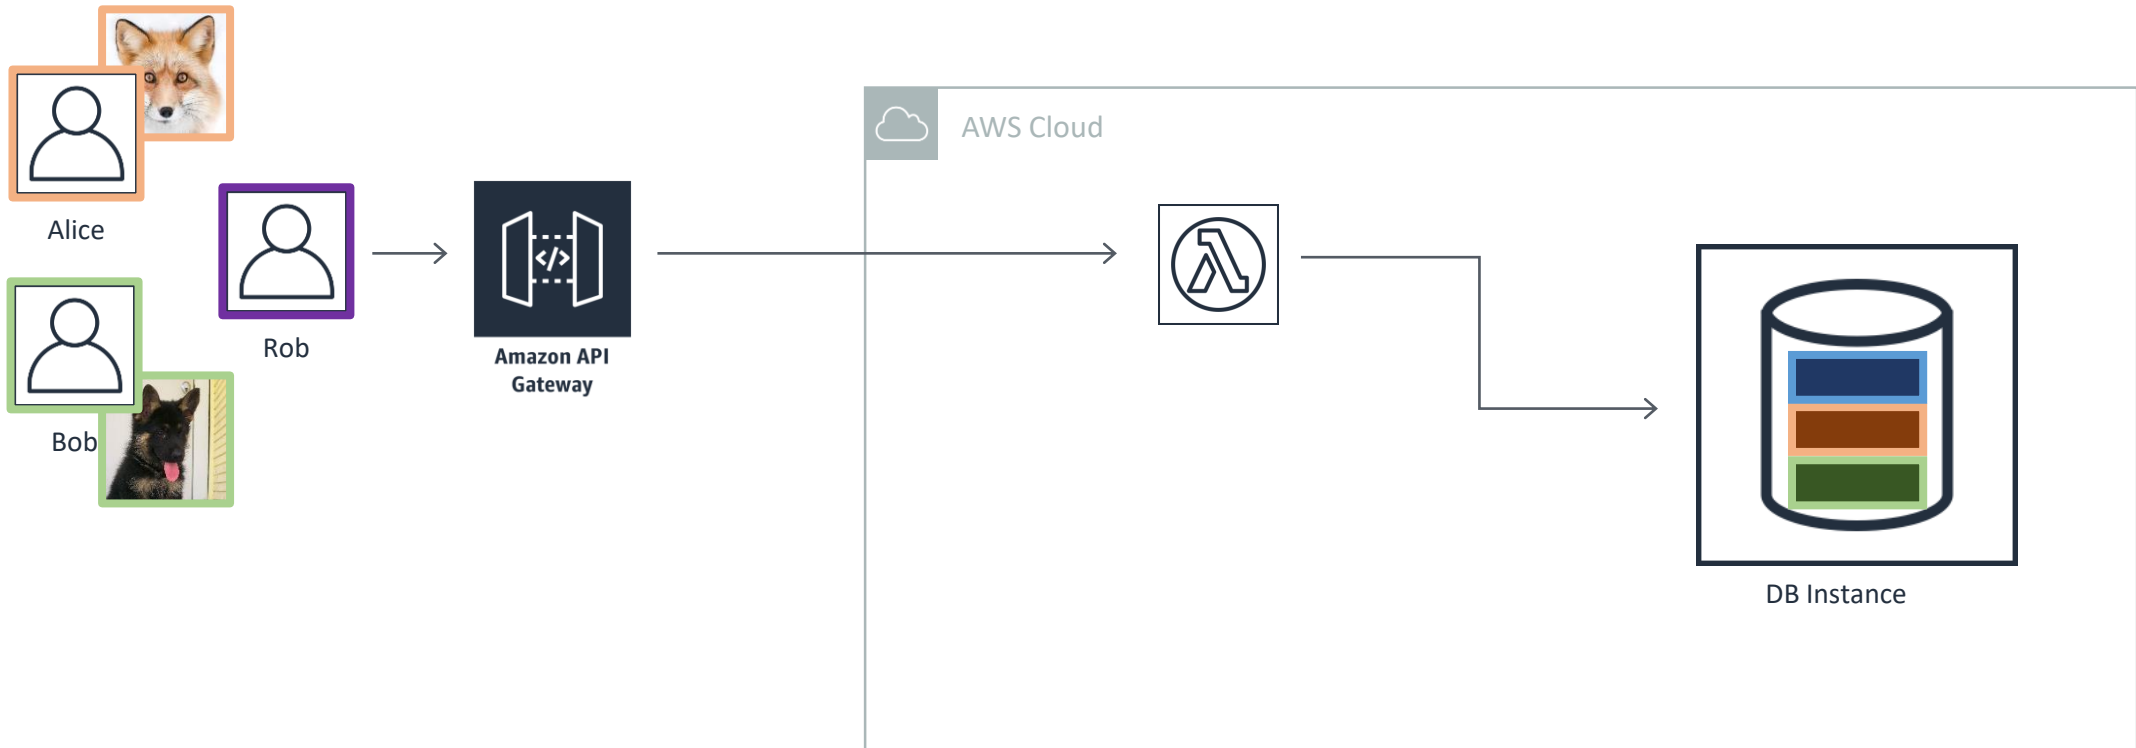 AWS Cloud
Alice
Rob
Amazon API
Gateway
</>
Bob
DB Instance